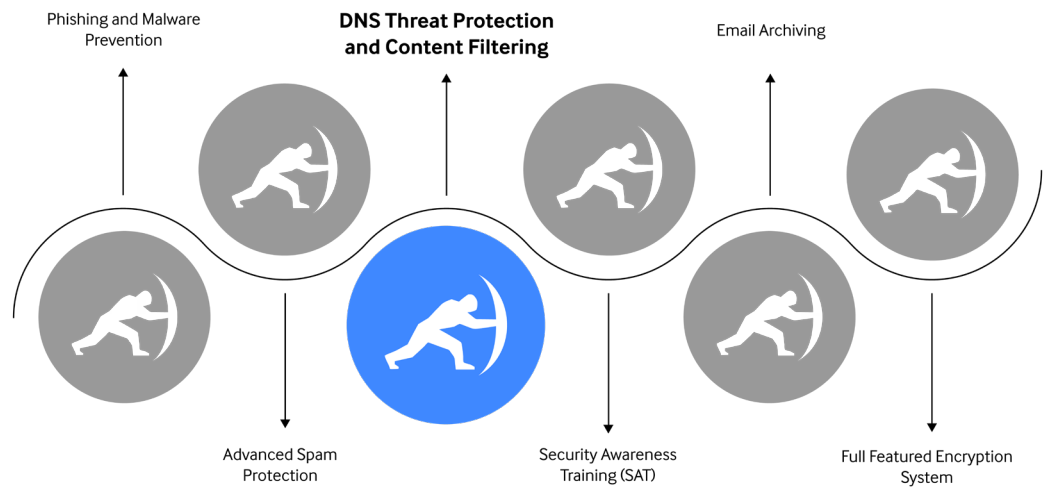 Phishing and Malware
Prevention
DNS Threat Protection
and Content Filtering
Email Archiving
Advanced Spam
Protection
Security Awareness
Training (SAT)
Full Featured Encryption
System